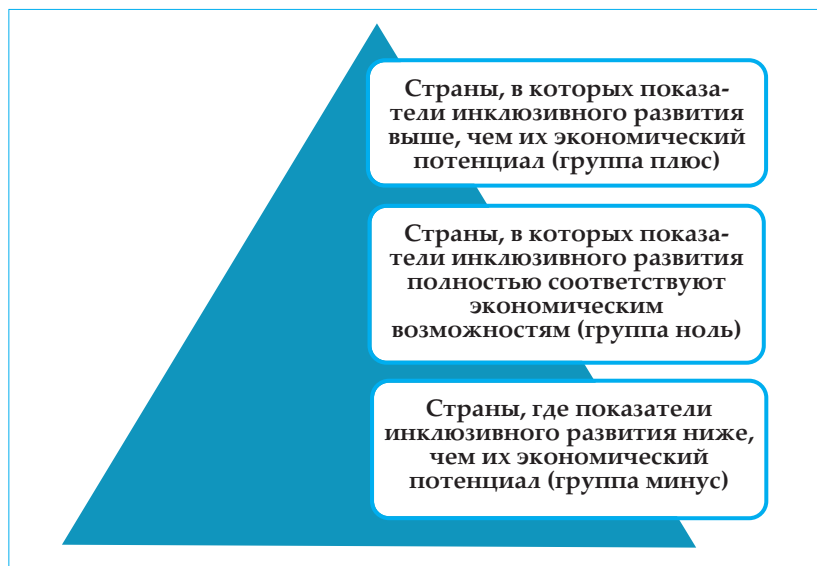 Страны, в которых показа-
тели инклюзивного развития
выше, чем их экономический
потенциал (группа плюс)
Страны, в которых показа-
тели инклюзивного развития
полностью соответствуют
экономическим
возможностям (группа ноль)
Страны, где показатели
инклюзивного развития ниже,
чем их экономический
потенциал (группа минус)